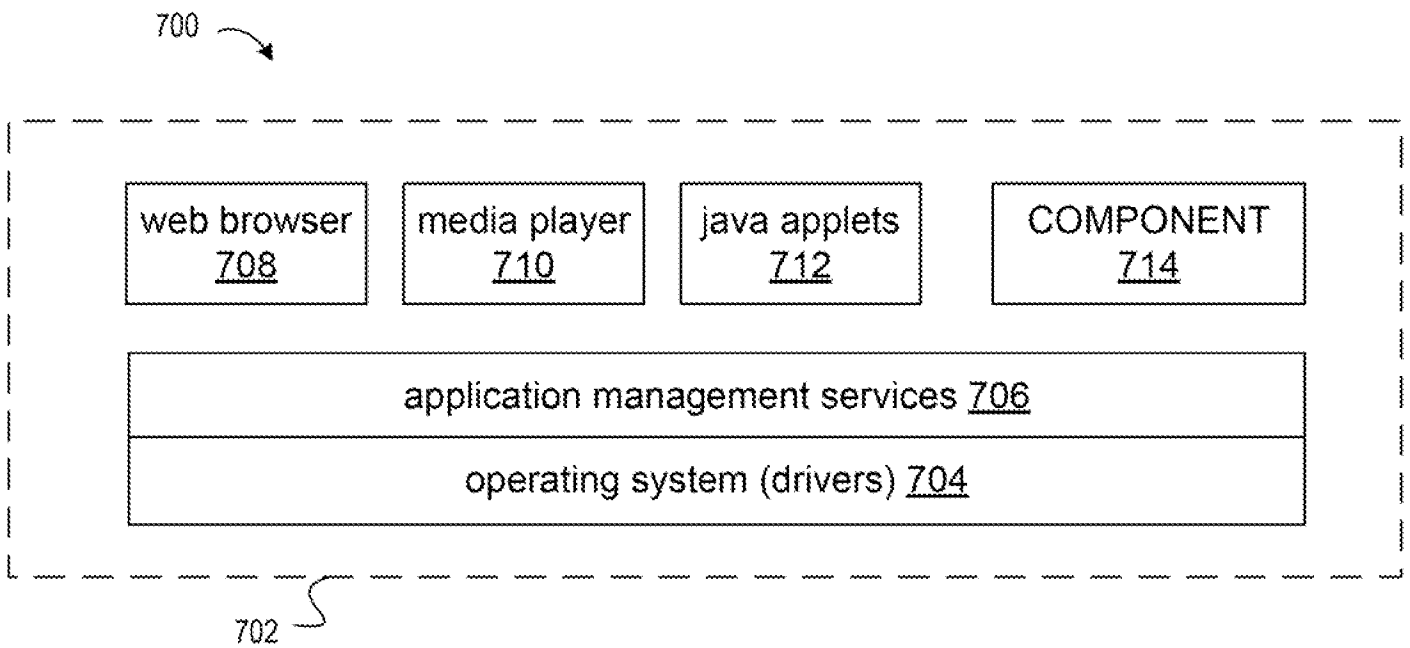 700
web browser
708
media player
710
java applets
712
COMPONENT
714
application management services 706
operating system (drivers) 704
702